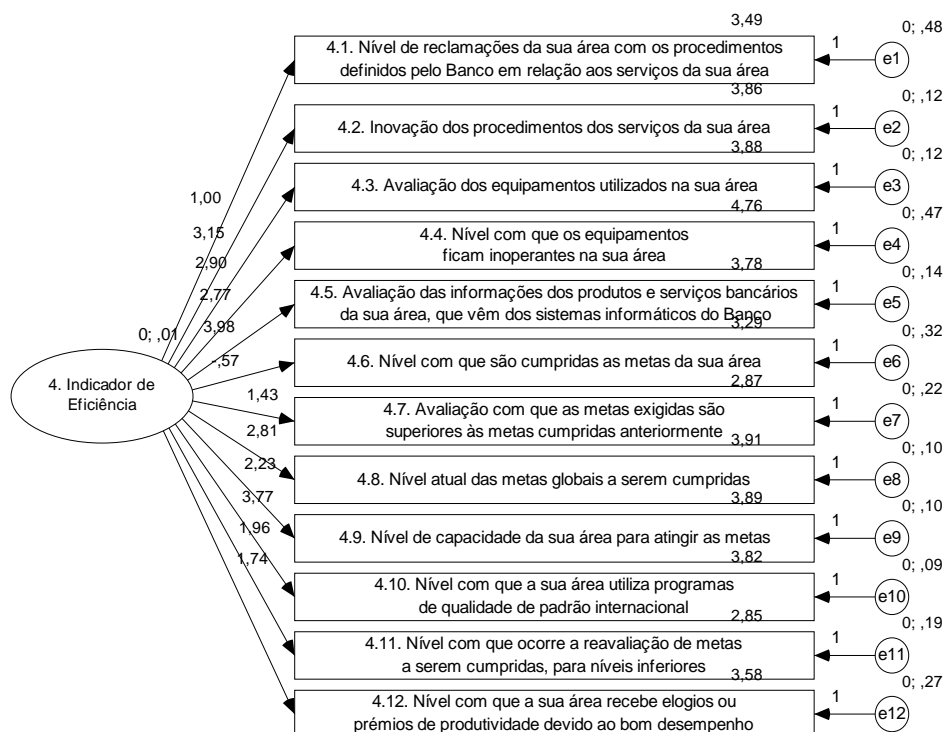 3,49
0; ,48
4.1. Nível de reclamações da sua área com os procedimentos
definidos pelo Banco em relação aos serviços da sua área
1
e1
3,86
0; ,12
4.2. Inovação dos procedimentos dos serviços da sua área
1
e2
3,88
0; ,12
4.3. Avaliação dos equipamentos utilizados na sua área
1
e3
4,76
0; ,47
4.4. Nível com que os equipamentos
ficam inoperantes na sua área
1
e4
3,78
0; ,14
4.5. Avaliação das informações dos produtos e serviços bancários
da sua área, que vêm dos sistemas informáticos do Banco
1
e5
3,29
0; ,32
4.6. Nível com que são cumpridas as metas da sua área
1
e6
2,87
0; ,22
4.7. Avaliação com que as metas exigidas são
superiores às metas cumpridas anteriormente
1
e7
3,91
0; ,10
4.8. Nível atual das metas globais a serem cumpridas
1
e8
3,89
0; ,10
4.9. Nível de capacidade da sua área para atingir as metas
1
e9
3,82
0; ,09
4.10. Nível com que a sua área utiliza programas
de qualidade de padrão internacional
1
e10
2,85
0; ,19
4.11. Nível com que ocorre a reavaliação de metas
a serem cumpridas, para níveis inferiores
1
e11
3,58
0; ,27
4.12. Nível com que a sua área recebe elogios ou
prémios de produtividade devido ao bom desempenho
1
e12
1,00
3,15
2,90
2,77
3,98
0; ,01
-,57
4. Indicador de
Eficiência
1,43
2,81
2,23
3,77
1,96
1,74